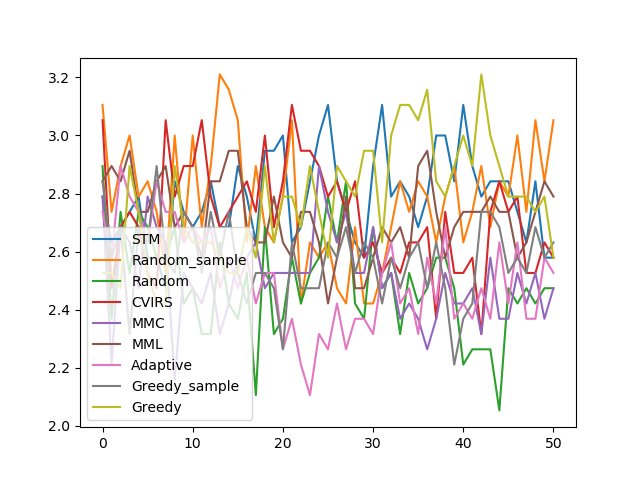 3.2
3.0
2.8
2.6
2.4
2.2
2.0
STM
Random_sample
Random
CVIRS
MMC
MML
Adaptive
Greedy_sample
Greedy
0 10 20 30 40 50